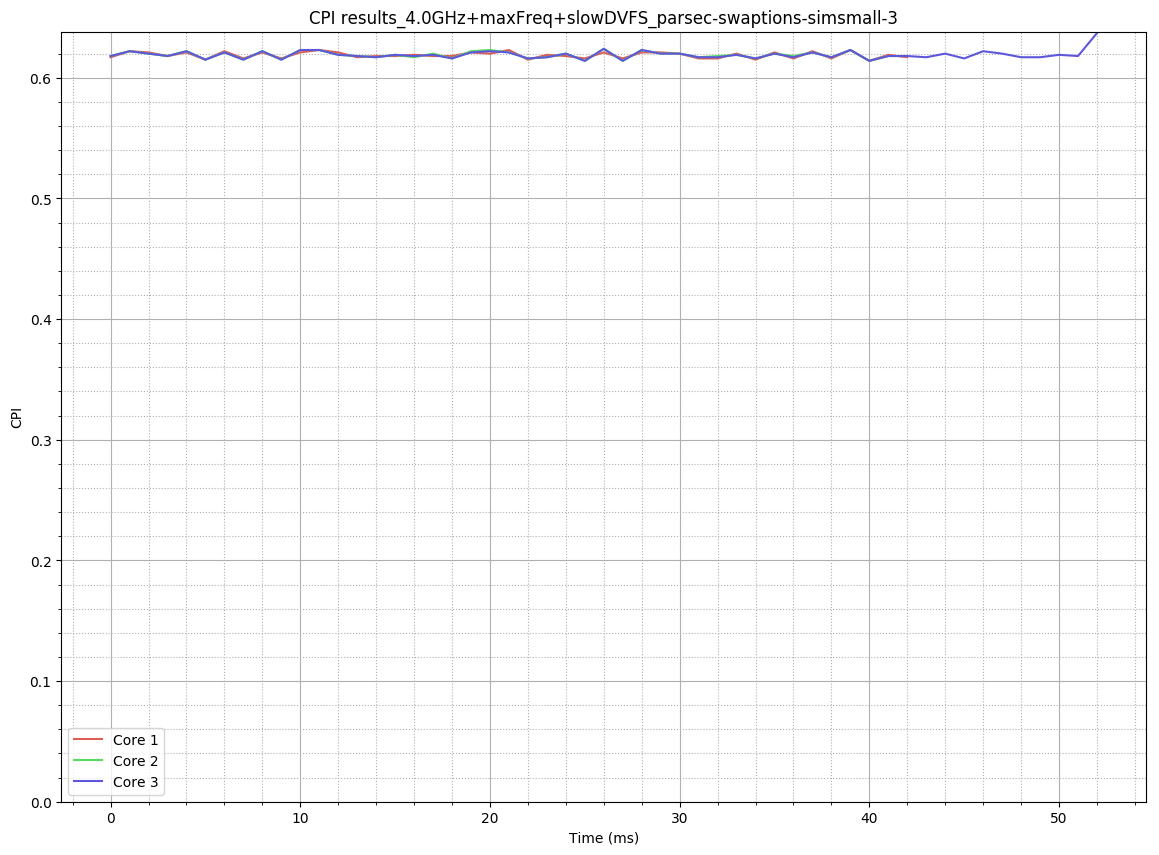 CPI results_4.0GHz+maxFreq+slowDVFS_parsec-swaptions-simsmall-3
CPI
0.6
0.5
0.4
0.3
0.2
0.1
0.0
Core 1
Core 2
Core 3
0 10 20 30 40 50
Time (ms)